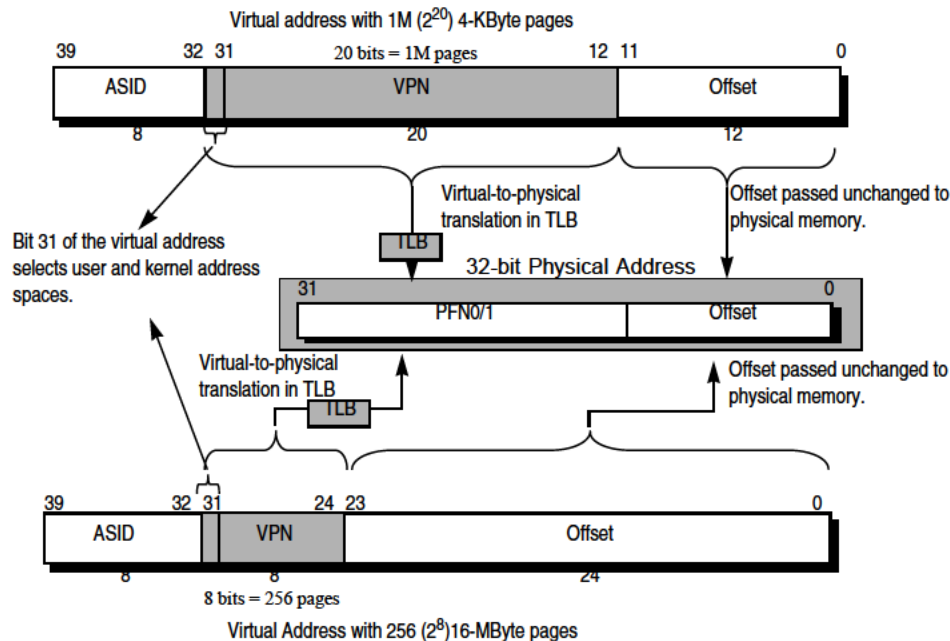 Virtual address with 1M (2²⁰) 4-KByte pages
39 32 31 20 bits = 1M pages 12 11 0
ASID VPN Offset
8 20 12
Virtual-to-physical
translation in TLB
Offset passed unchanged to
physical memory.
Bit 31 of the virtual address
selects user and kernel address
spaces.
TLB
32-bit Physical Address
31 0
PFN0/1 Offset
Virtual-to-physical
translation in TLB
TLB
Offset passed unchanged to
physical memory.
39 32 31 24 23 0
ASID VPN Offset
8 8 24
8 bits = 256 pages
Virtual Address with 256 (2⁸)16-MByte pages